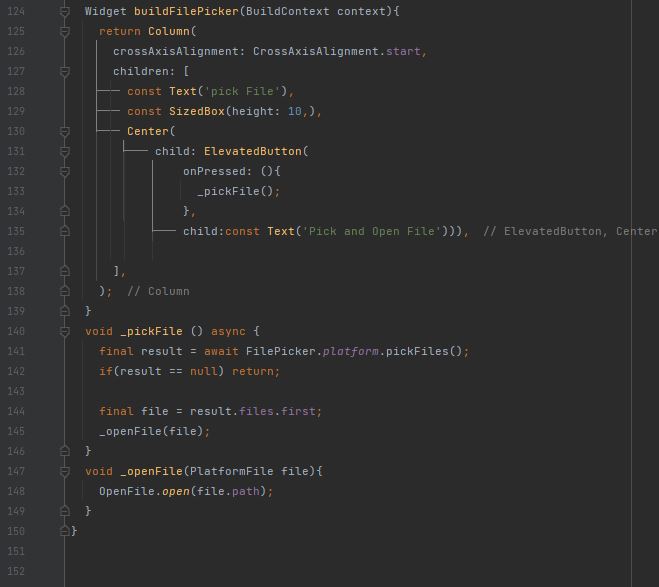 124 Widget buildFilePicker(BuildContext context){
125 return Column(
126 crossAxisAlignment: CrossAxisAlignment.start,
127 children: [
128 const Text('pick File'),
129 const SizedBox(height: 10,),
130 Center(
131 child: ElevatedButton(
132 onPressed: (){
133 _pickFile();
134 },
135 child:const Text('Pick and Open File'))), // ElevatedButton, Center
136
137 ],
138 ); // Column
139 }
140 void _pickFile () async {
141 final result = await FilePicker.platform.pickFiles();
142 if(result == null) return;
143
144 final file = result.files.first;
145 _openFile(file);
146 }
147 void _openFile(PlatformFile file){
148 OpenFile.open(file.path);
149 }
150 }
151
152